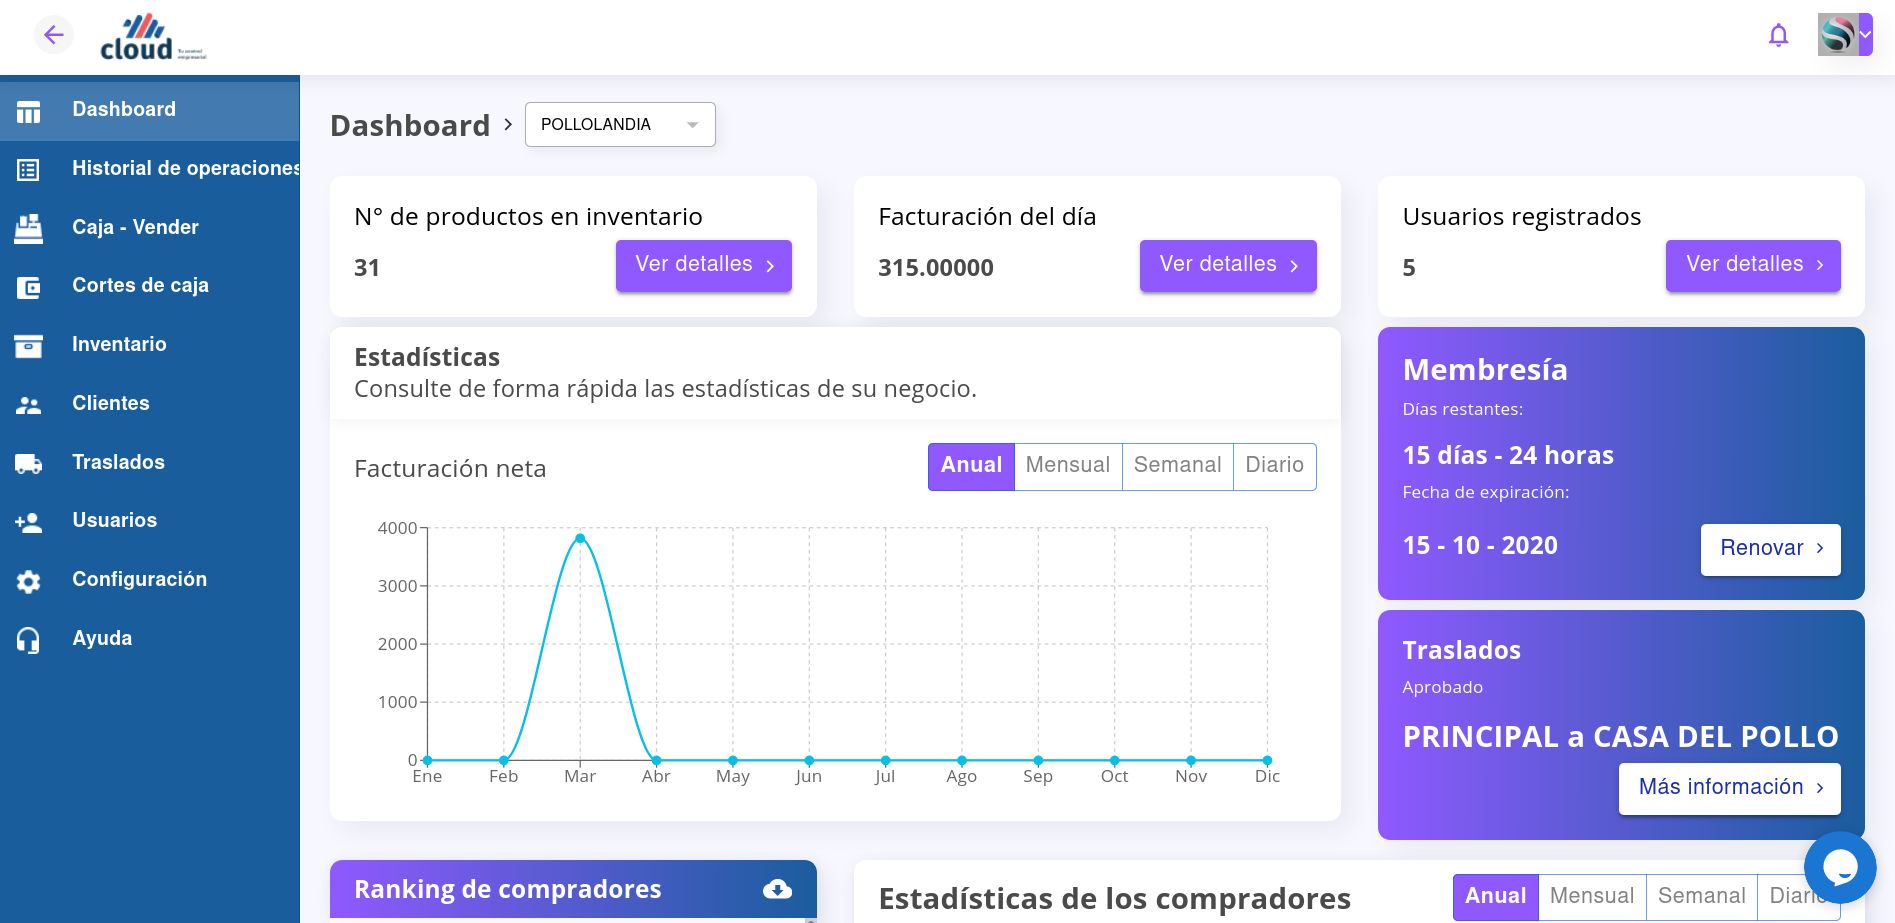 cloud Tu control empresarial
Dashboard
Historial de operaciones
Caja - Vender
Cortes de caja
Inventario
Clientes
Traslados
Usuarios
Configuración
Ayuda
Dashboard > POLLOLANDIA
N° de productos en inventario
31
Ver detalles >
Facturación del día
315.00000
Ver detalles >
Usuarios registrados
5
Ver detalles >
Estadísticas
Consulte de forma rápida las estadísticas de su negocio.
Facturación neta
Anual Mensual Semanal Diario
4000
3000
2000
1000
0
Ene Feb Mar Abr May Jun Jul Ago Sep Oct Nov Dic
Membresía
Días restantes:
15 días - 24 horas
Fecha de expiración:
15 - 10 - 2020
Renovar >
Traslados
Aprobado
PRINCIPAL a CASA DEL POLLO
Más información >
Ranking de compradores
Estadísticas de los compradores
Anual Mensual Semanal Diario